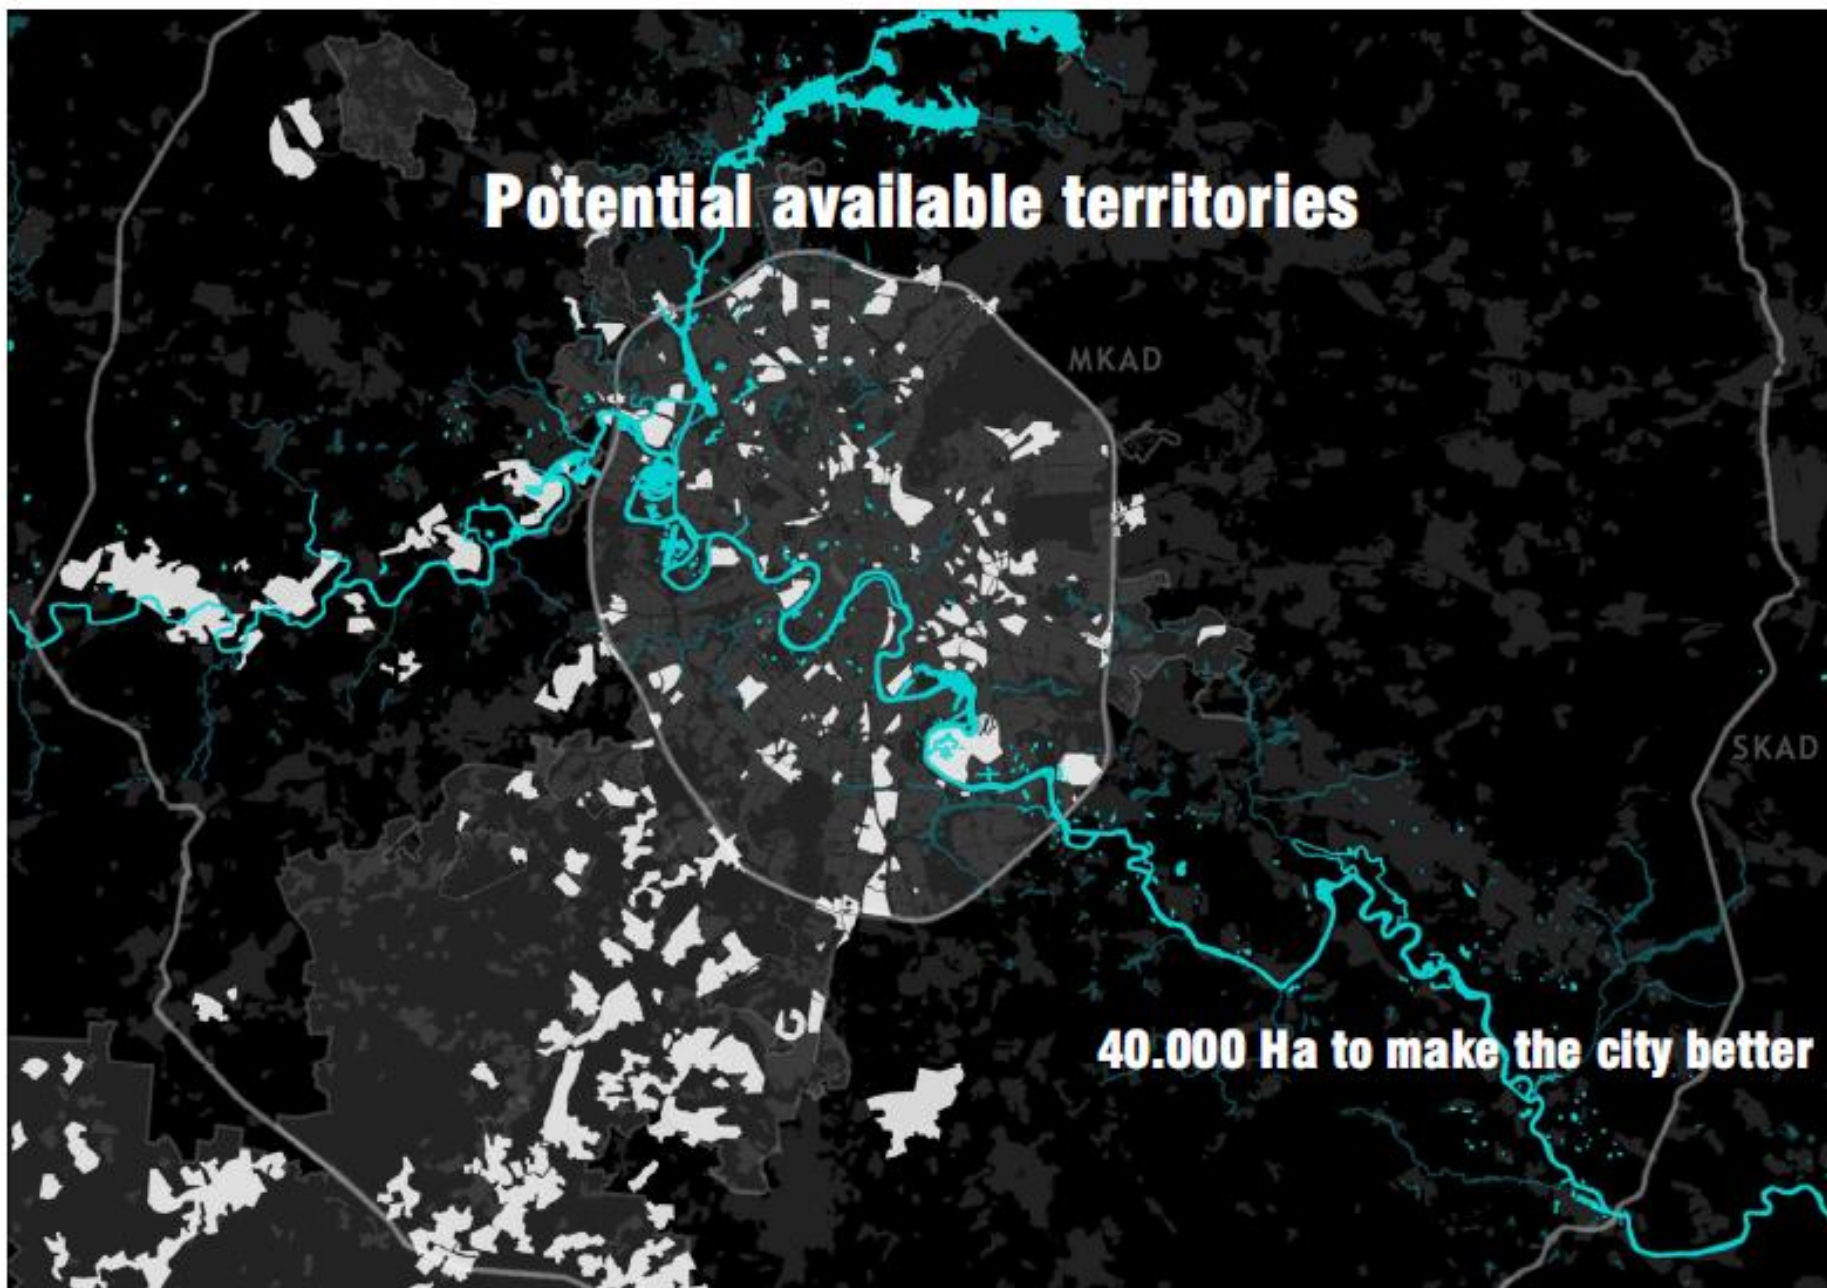 Potential available territories
MKAD
SKAD
40.000 Ha to make the city better